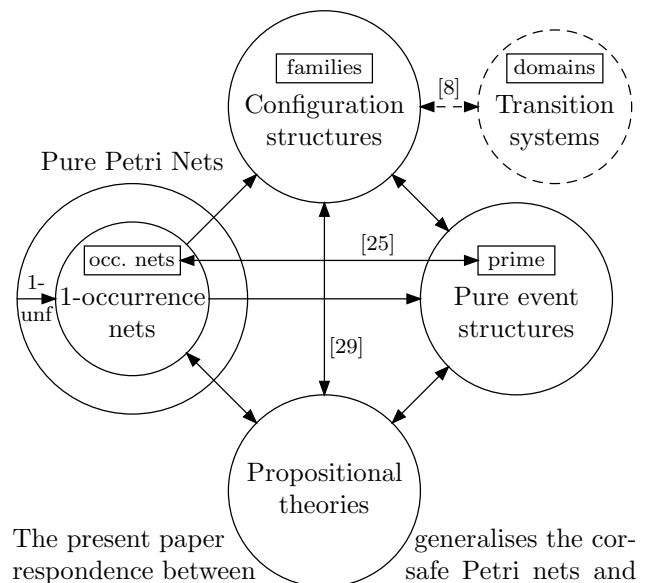 families
Configuration
structures
[8]
domains
Transition
systems
Pure Petri Nets
occ. nets
1-occurrence
nets
1-
unf
[25]
prime
Pure event
structures
[29]
Propositional
theories
The present paper generalises the cor-
respondence between safe Petri nets and